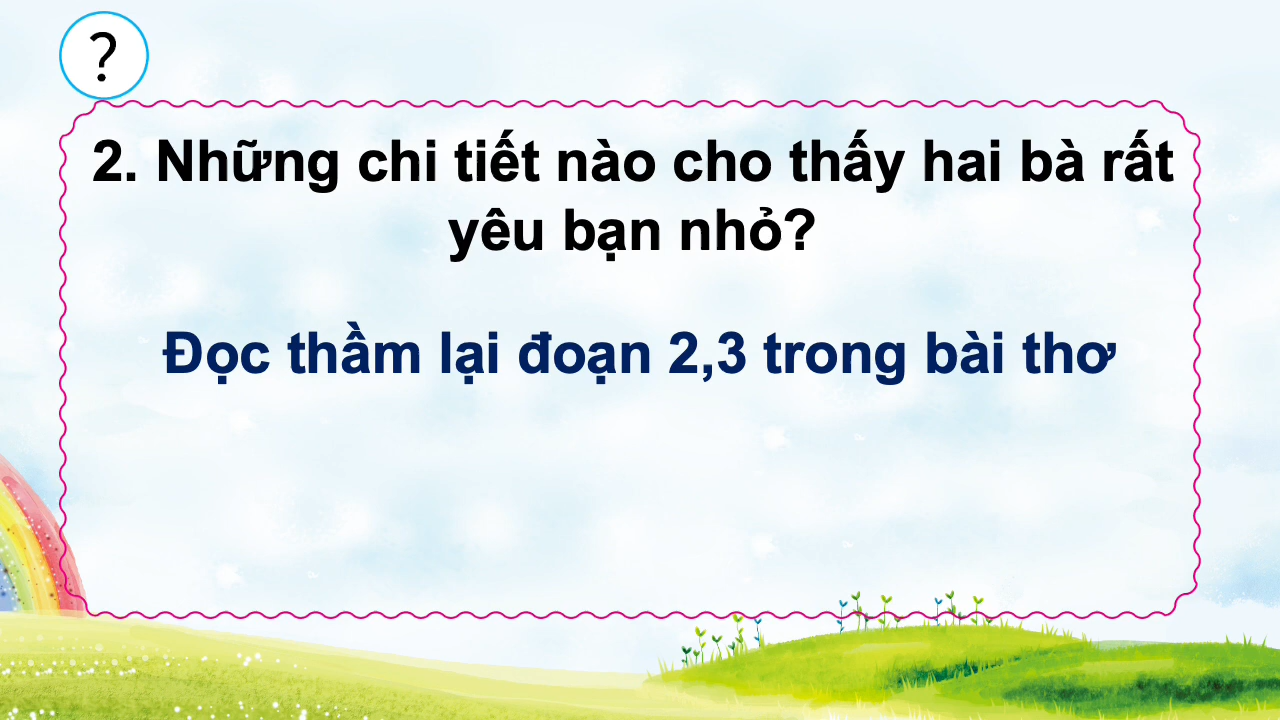 ?
2. Những chi tiết nào cho thấy hai bà rất
yêu bạn nhỏ?
Đọc thầm lại đoạn 2,3 trong bài thơ